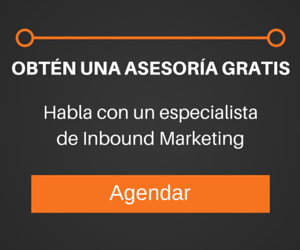 OBTÉN UNA ASESORÍA GRATIS
Habla con un especialista
de Inbound Marketing
Agendar